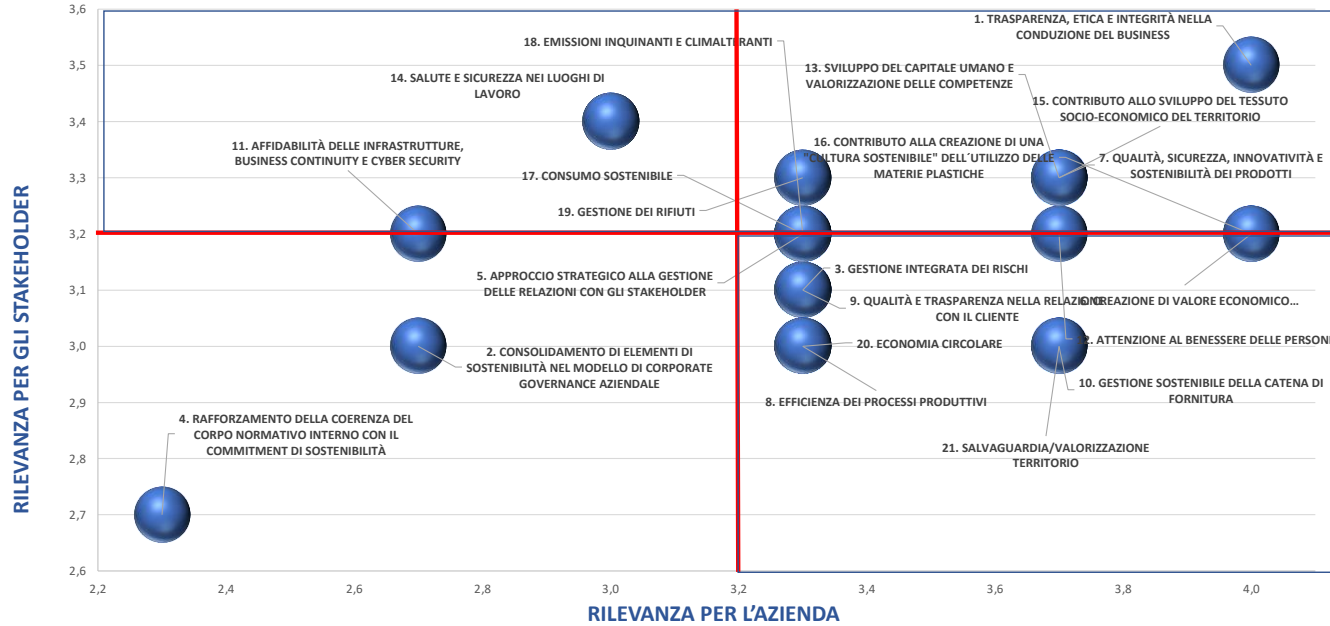 3,6
3,5
3,4
3,3
3,2
3,1
3,0
2,9
2,8
2,7
2,6
RILEVANZA PER GLI STAKEHOLDER
1. TRASPARENZA, ETICA E INTEGRITÀ NELLA
CONDUZIONE DEL BUSINESS
18. EMISSIONI INQUINANTI E CLIMALTERANTI
13. SVILUPPO DEL CAPITALE UMANO E
VALORIZZAZIONE DELLE COMPETENZE
14. SALUTE E SICUREZZA NEI LUOGHI DI
LAVORO
15. CONTRIBUTO ALLO SVILUPPO DEL TESSUTO
SOCIO-ECONOMICO DEL TERRITORIO
11. AFFIDABILITÀ DELLE INFRASTRUTTURE,
BUSINESS CONTINUITY E CYBER SECURITY
16. CONTRIBUTO ALLA CREAZIONE DI UNA
"CULTURA SOSTENIBILE" DELL´UTILIZZO DELLE
MATERIE PLASTICHE
7. QUALITÀ, SICUREZZA, INNOVATIVITÀ E
SOSTENIBILITÀ DEI PRODOTTI
17. CONSUMO SOSTENIBILE
19. GESTIONE DEI RIFIUTI
5. APPROCCIO STRATEGICO ALLA GESTIONE
DELLE RELAZIONI CON GLI STAKEHOLDER
3. GESTIONE INTEGRATA DEI RISCHI
9. QUALITÀ E TRASPARENZA NELLA RELAZIONE
CON IL CLIENTE
CREAZIONE DI VALORE ECONOMICO…
2. CONSOLIDAMENTO DI ELEMENTI DI
SOSTENIBILITÀ NEL MODELLO DI CORPORATE
GOVERNANCE AZIENDALE
20. ECONOMIA CIRCOLARE
2. ATTENZIONE AL BENESSERE DELLE PERSONE
8. EFFICIENZA DEI PROCESSI PRODUTTIVI
10. GESTIONE SOSTENIBILE DELLA CATENA DI
FORNITURA
4. RAFFORZAMENTO DELLA COERENZA DEL
CORPO NORMATIVO INTERNO CON IL
COMMITMENT DI SOSTENIBILITÀ
21. SALVAGUARDIA/VALORIZZAZIONE
TERRITORIO
2,2 2,4 2,6 2,8 3,0 3,2 3,4 3,6 3,8 4,0
RILEVANZA PER L’AZIENDA